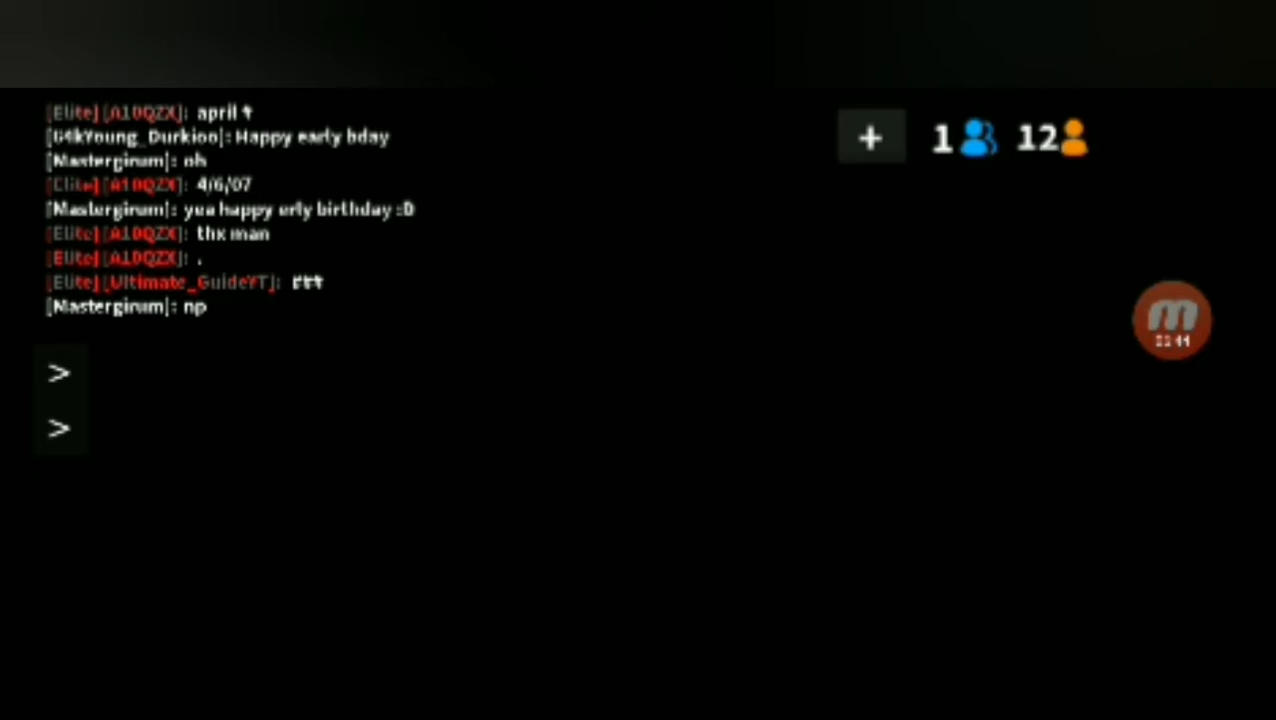 [Elite] [A10QZX]: april
[Mastergirum]: oh
[Elite] [A10QZX]: 4/6/07
[Mastergirum]: yea happy erly birthday :D
[Elite] [A10QZX]: thx man
[Elite] [A10QZX]: .
[Elite] [Ultimate_GuideYT]: ###
[Mastergirum]: np
Happy early bday
+
1
12
m
>
>